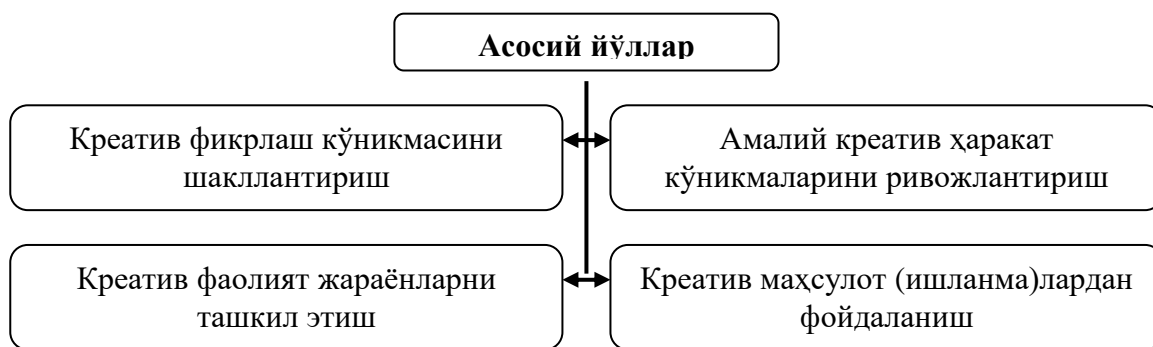 Асосий йўллар
Креатив фикрлаш кўникмасини
шакллантириш
Амалий креатив ҳаракат
кўникмаларини ривожлантириш
Креатив фаолият жараёнларни
ташкил этиш
Креатив маҳсулот (ишланма)лардан
фойдаланиш